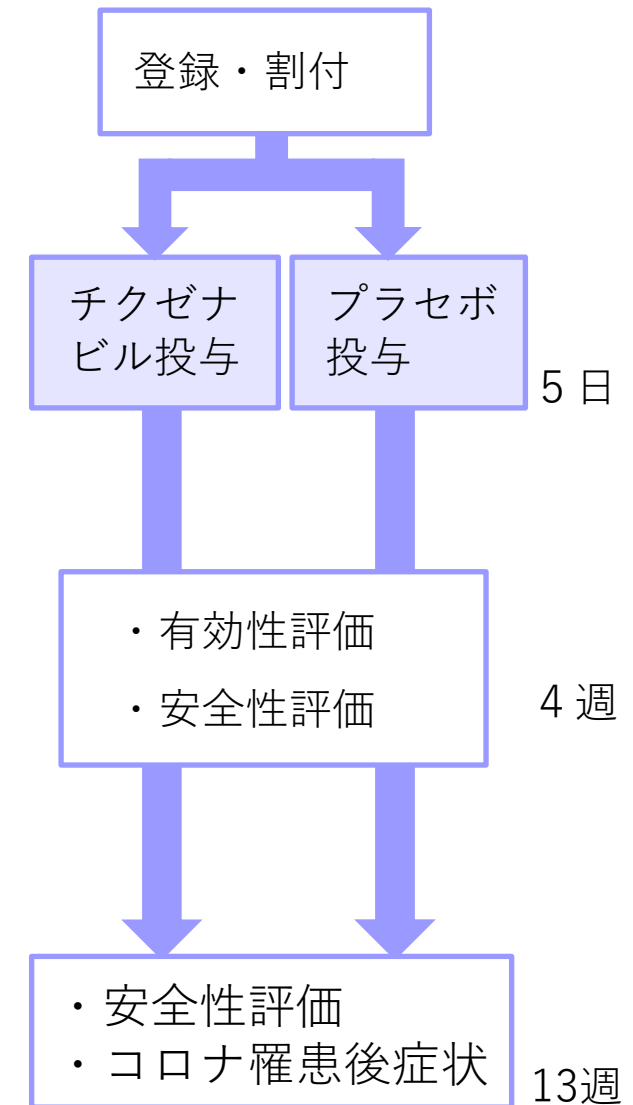 登録・割付
チクゼナ
ビル投与
プラセボ
投与
5 日
・有効性評価
・安全性評価
4 週
・安全性評価
・コロナ罹患後症状
13週